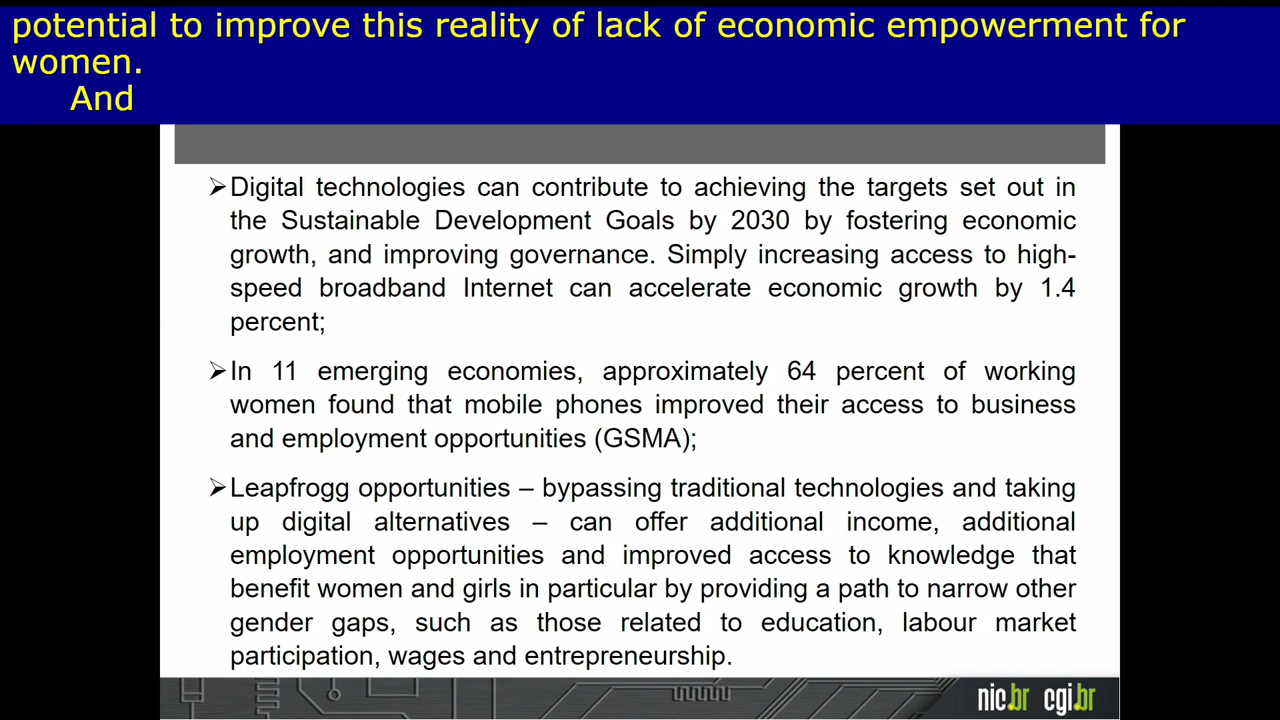 potential to improve this reality of lack of economic empowerment for
women.
And
➢Digital technologies can contribute to achieving the targets set out in
the Sustainable Development Goals by 2030 by fostering economic
growth, and improving governance. Simply increasing access to high-
speed broadband Internet can accelerate economic growth by 1.4
percent;
➢In 11 emerging economies, approximately 64 percent of working
women found that mobile phones improved their access to business
and employment opportunities (GSMA);
➢Leapfrogg opportunities – bypassing traditional technologies and taking
up digital alternatives – can offer additional income, additional
employment opportunities and improved access to knowledge that
benefit women and girls in particular by providing a path to narrow other
gender gaps, such as those related to education, labour market
participation, wages and entrepreneurship.
nic.br cgi.br